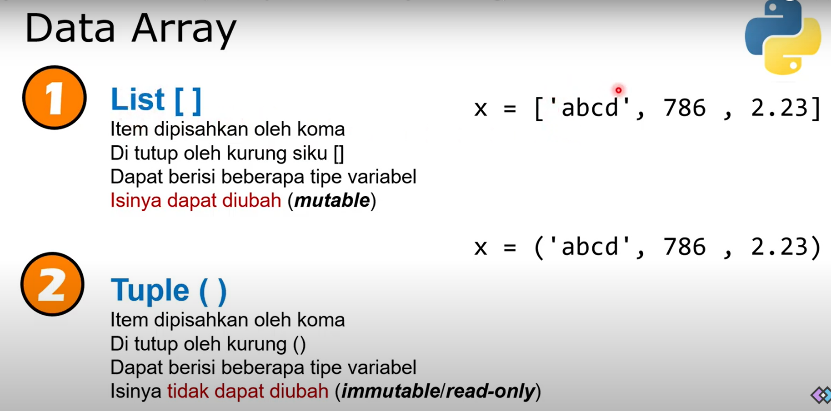 Data Array
1
List [ ]
Item dipisahkan oleh koma
Di tutup oleh kurung siku []
Dapat berisi beberapa tipe variabel
Isinya dapat diubah (mutable)
x = ['abcd', 786 , 2.23]
x = ('abcd', 786 , 2.23)
2
Tuple ( )
Item dipisahkan oleh koma
Di tutup oleh kurung ()
Dapat berisi beberapa tipe variabel
Isinya tidak dapat diubah (immutable/read-only)